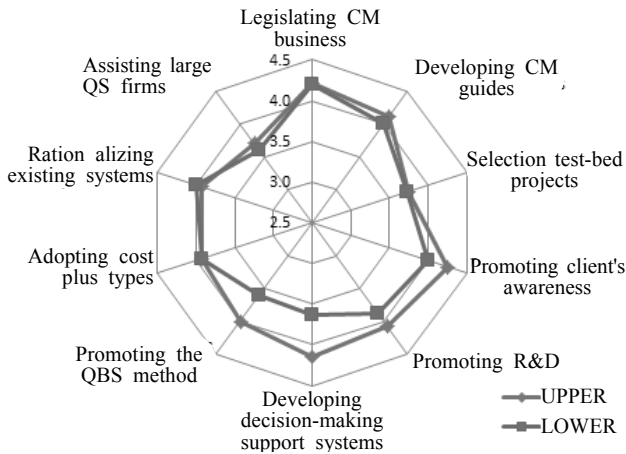 Legislating CM
business
Assisting large
QS firms
4.5
Developing CM
guides
,
4.0
3.5
Ration alizing
existing systems
Selection test-bed
projects
3.0
2.5
Adopting cost
plus types
Promoting client's
awareness
Promoting the
QBS method
Promoting R&D
Developing
decision-making
support systems
UPPER
LOWER